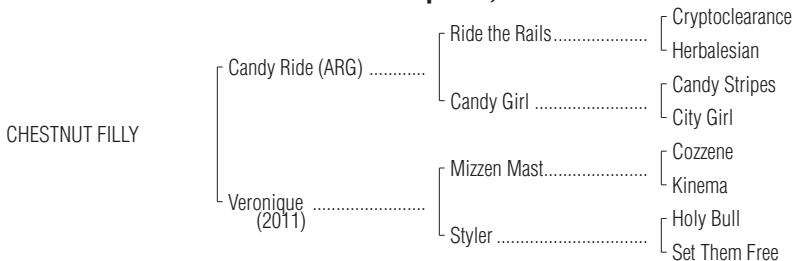 Cryptoclearance
Ride the Rails
Herbalesian
Candy Ride (ARG)
Candy Stripes
Candy Girl
City Girl
CHESTNUT FILLY
Cozzene
Mizzen Mast
Kinema
Veronique
(2011)
Holy Bull
Styler
Set Them Free